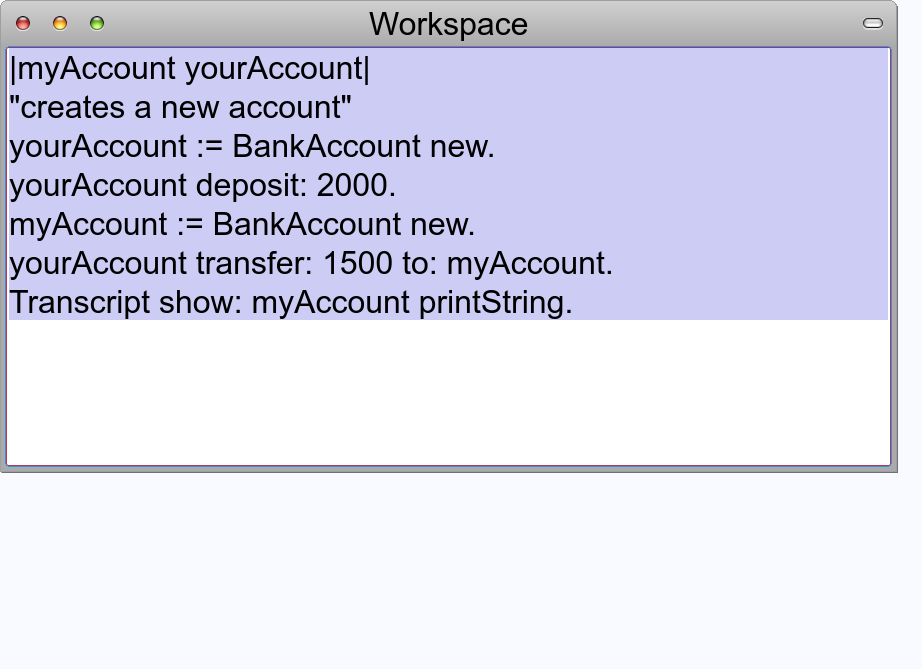 Workspace
|myAccount yourAccount|
"creates a new account"
yourAccount := BankAccount new.
yourAccount deposit: 2000.
myAccount := BankAccount new.
yourAccount transfer: 1500 to: myAccount.
Transcript show: myAccount printString.